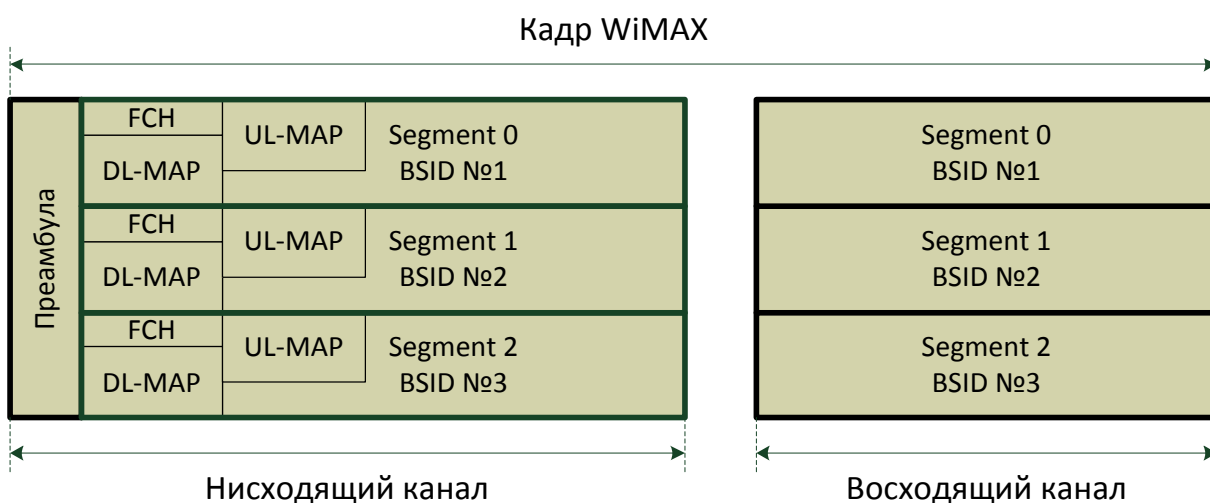 Кадр WiMAX
Преамбула
FCH
DL-MAP
UL-MAP
Segment 0
BSID №1
FCH
DL-MAP
UL-MAP
Segment 1
BSID №2
FCH
DL-MAP
UL-MAP
Segment 2
BSID №3
Segment 0
BSID №1
Segment 1
BSID №2
Segment 2
BSID №3
Нисходящий канал
Восходящий канал